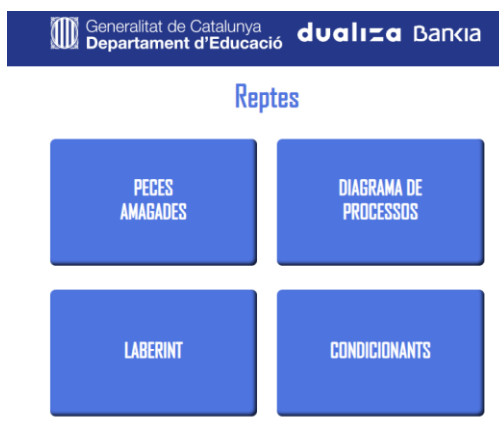 Generalitat de Catalunya
Departament d'Educació
dualiza Bankia
Reptes
PECES
AMAGADES
DIAGRAMA DE
PROCESSOS
LABERINT
CONDICIONANTS